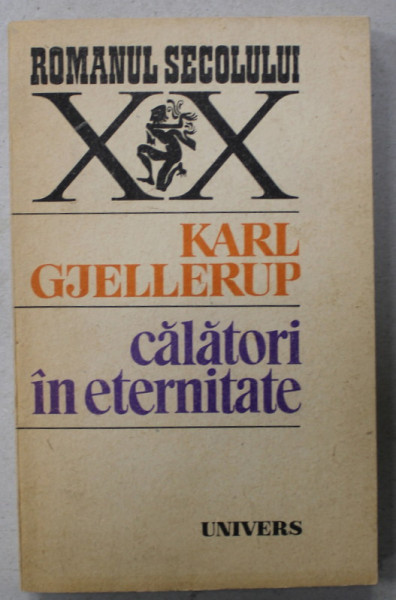 ROMANUL SECOLULUI
XX
KARL
GJELLERUP
călători
în eternitate
UNIVERS